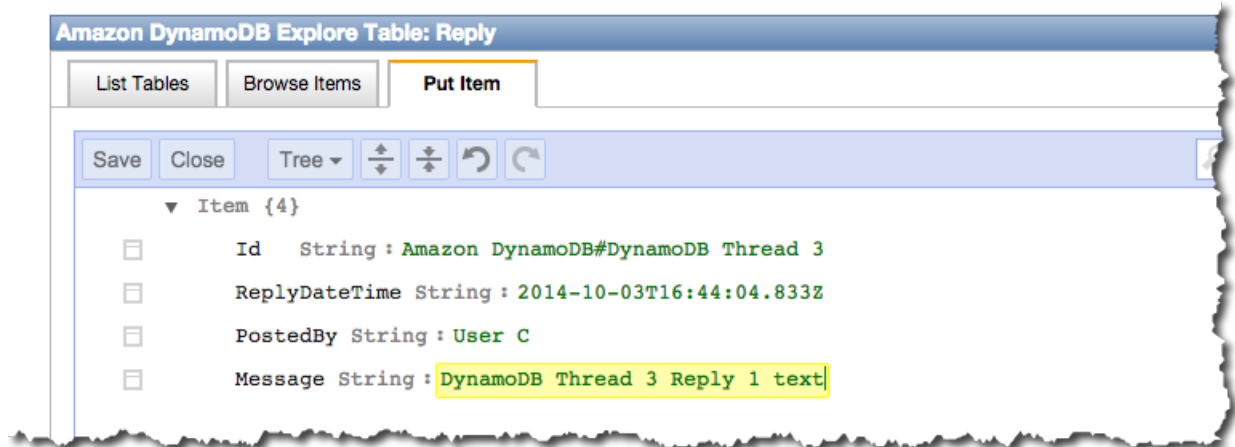 Amazon DynamoDB Explore Table: Reply
List Tables Browse Items Put Item
Save Close Tree
Item {4}
Id String : Amazon DynamoDB#DynamoDB Thread 3
ReplyDateTime String : 2014-10-03T16:44:04.833Z
PostedBy String : User C
Message String : DynamoDB Thread 3 Reply 1 text